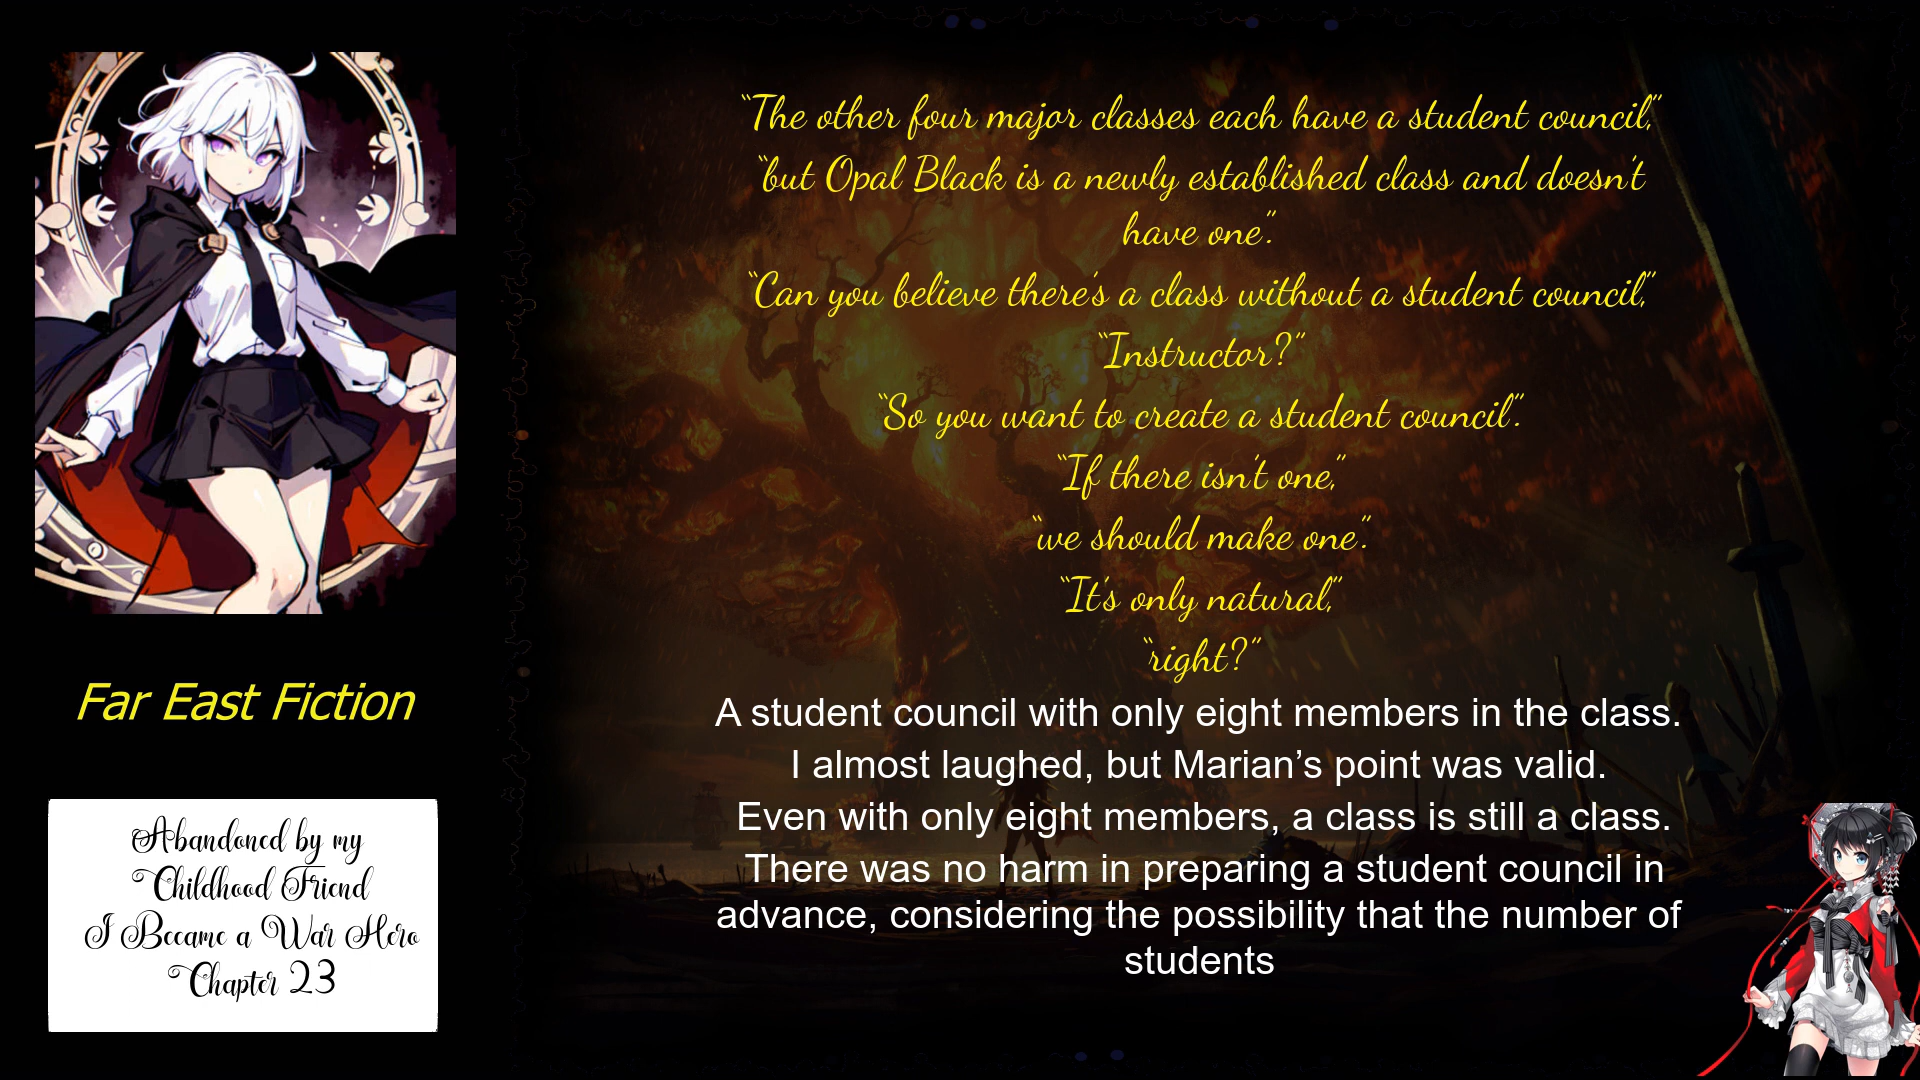 “The other four major classes each have a student council,”
“but Opal Black is a newly established class and doesn’t
have one”.
“Can you believe there’s a class without a student council,
“Instructor?”
“So you want to create a student council”.
“If there isn’t one,”
“we should make one”.
“It’s only natural,”
“right?”
A student council with only eight members in the class.
I almost laughed, but Marian’s point was valid.
Even with only eight members, a class is still a class.
There was no harm in preparing a student council in
advance, considering the possibility that the number of
students
Far East Fiction
Abandoned by my
Childhood Friend
I Became a War Hero
Chapter 23